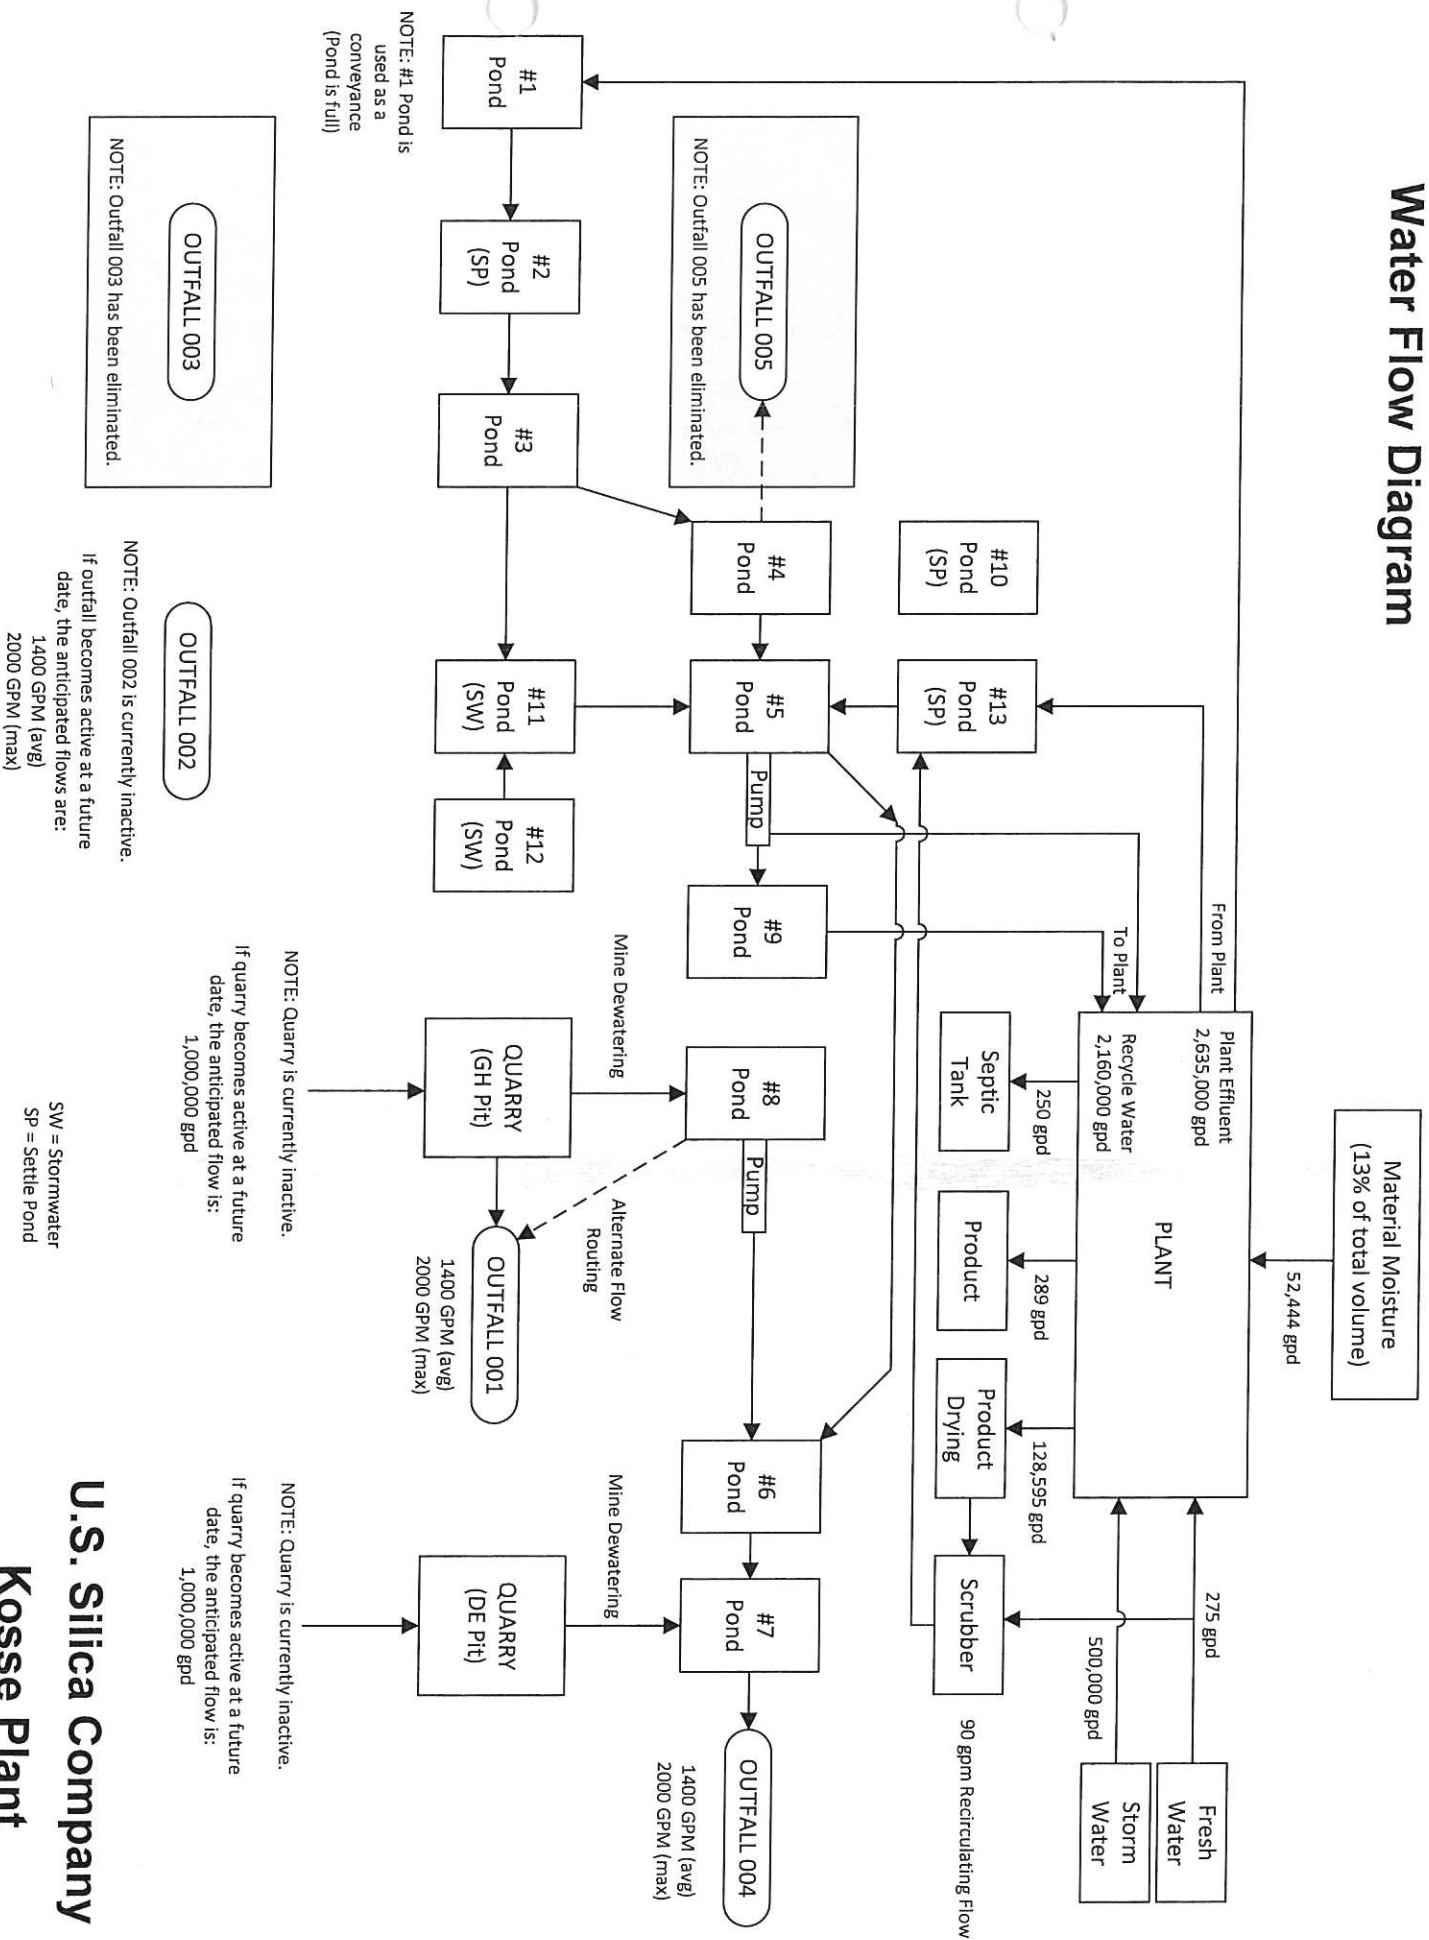 Water Flow Diagram
Material Moisture
(13% of total volume)
52,444 gpd
Fresh
Water
275 gpd
Storm
Water
500,000 gpd
PLANT
Plant Effluent
2,635,000 gpd
Recycle Water
2,160,000 gpd
From Plant
To Plant
250 gpd
289 gpd
128,595 gpd
Septic
Tank
Product
Product
Drying
Scrubber
90 gpm Recirculating Flow
#10
Pond
(SP)
#13
Pond
(SP)
OUTFALL 005
NOTE: Outfall 005 has been eliminated.
#4
Pond
#5
Pond
Pump
#9
Pond
#8
Pond
Pump
#6
Pond
#7
Pond
OUTFALL 004
1400 GPM (avg)
2000 GPM (max)
Mine Dewatering
Alternate Flow
Routing
Mine Dewatering
#1
Pond
#2
Pond
(SP)
#3
Pond
#11
Pond
(SW)
#12
Pond
(SW)
QUARRY
(GH Pit)
OUTFALL 001
1400 GPM (avg)
2000 GPM (max)
QUARRY
(DE Pit)
NOTE: #1 Pond is
used as a
conveyance
(Pond is full)
NOTE: Quarry is currently inactive.
If quarry becomes active at a future
date, the anticipated flow is:
1,000,000 gpd
NOTE: Quarry is currently inactive.
If quarry becomes active at a future
date, the anticipated flow is:
1,000,000 gpd
OUTFALL 003
NOTE: Outfall 003 has been eliminated.
OUTFALL 002
NOTE: Outfall 002 is currently inactive.
If outfall becomes active at a future
date, the anticipated flows are:
1400 GPM (avg)
2000 GPM (max)
SW = Stormwater
SP = Settle Pond
U.S. Silica Company
Kosse Plant